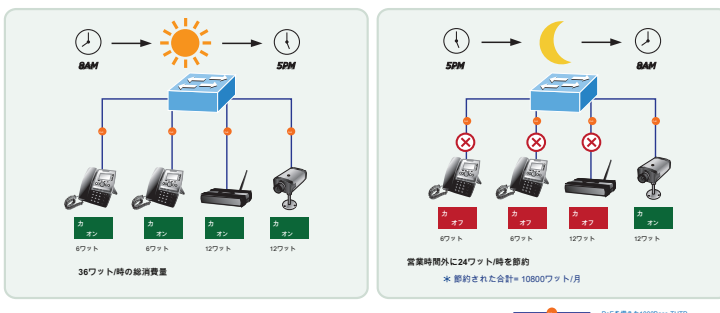 8AM
5PM
カ
オン
カ
オン
カ
オン
カ
オン
6ワット
6ワット
12ワット
12ワット
36ワット/時の総消費量
5PM
8AM
カ
オフ
カ
オフ
カ
オフ
カ
オン
6ワット
6ワット
12ワット
12ワット
営業時間外に24ワット/時を節約
＊ 節約された合計= 10800ワット/月